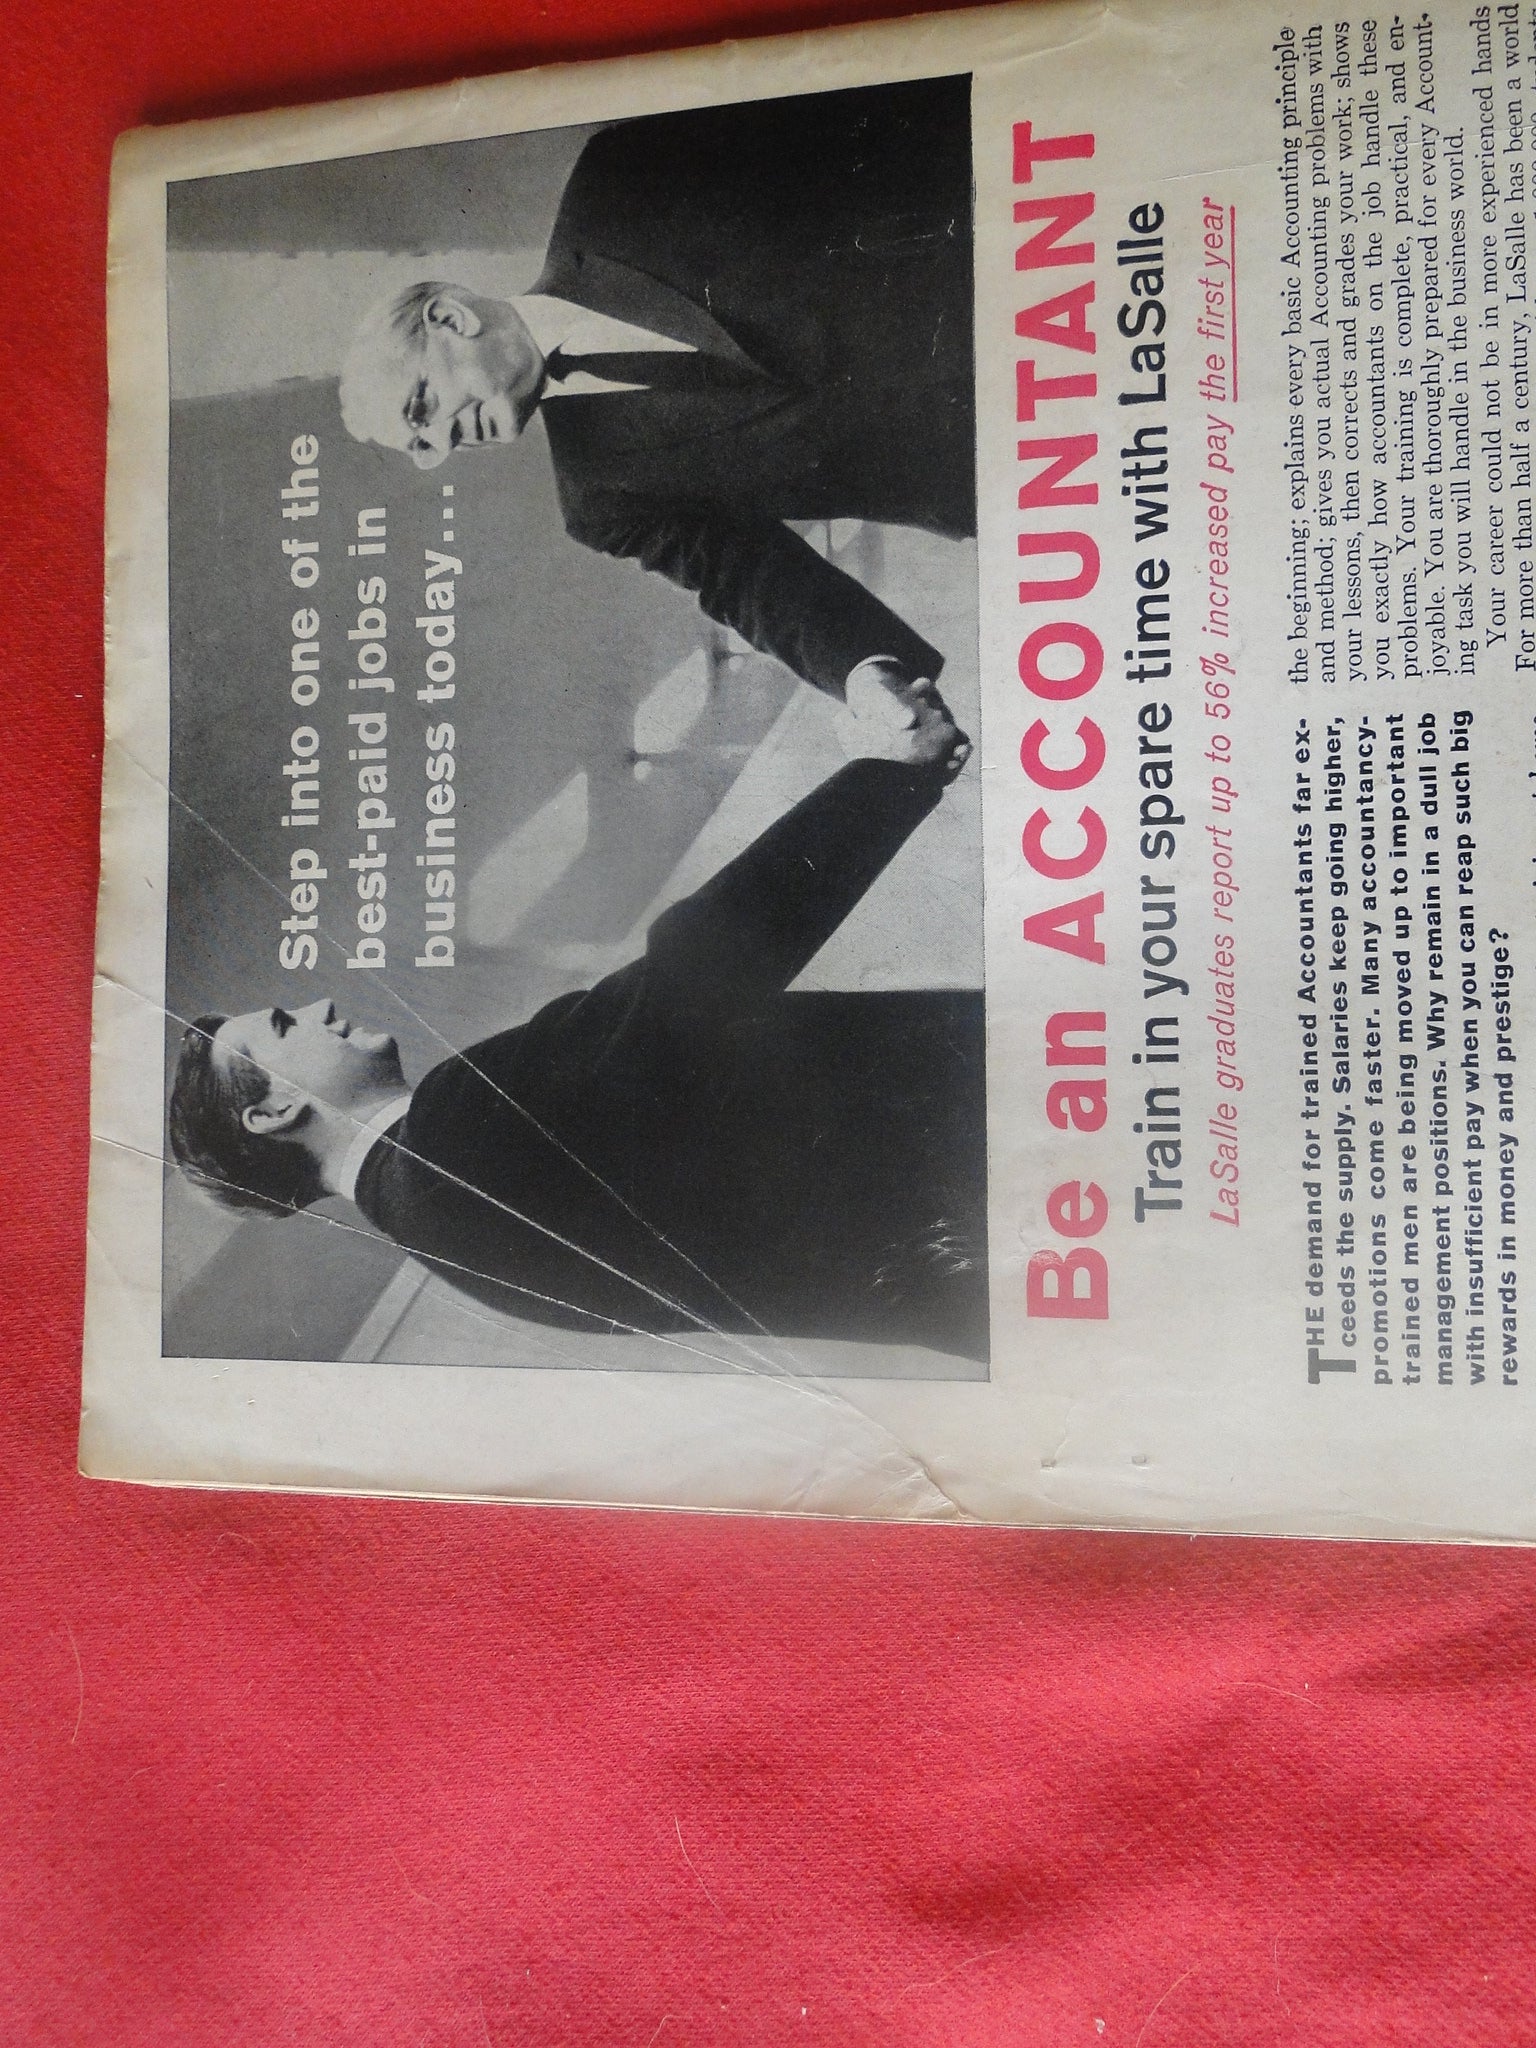 Step into one of the
best-paid jobs in
business today...
Be an ACCOUNTANT
Train in your spare time with LaSalle
LaSalle graduates report up to 56% increased pay the first year
THE demand for trained Accountants far ex-
ceeds the supply. Salaries keep going higher,
promotions come faster. Many accountancy-
trained men are being moved up to important
management positions. Why remain in a dull job
with insufficient pay when you can reap such big
rewards in money and prestige?
the beginning; explains every basic Accounting principle
and method; gives you actual Accounting problems with
your lessons, then corrects and grades your work; shows
you exactly how accountants on the job handle these
problems. Your training is complete, practical, and en-
joyable. You are thoroughly prepared for every Account-
ing task you will handle in the business world.
Your career could not be in more experienced hands
For more than half a century, LaSalle has been a world